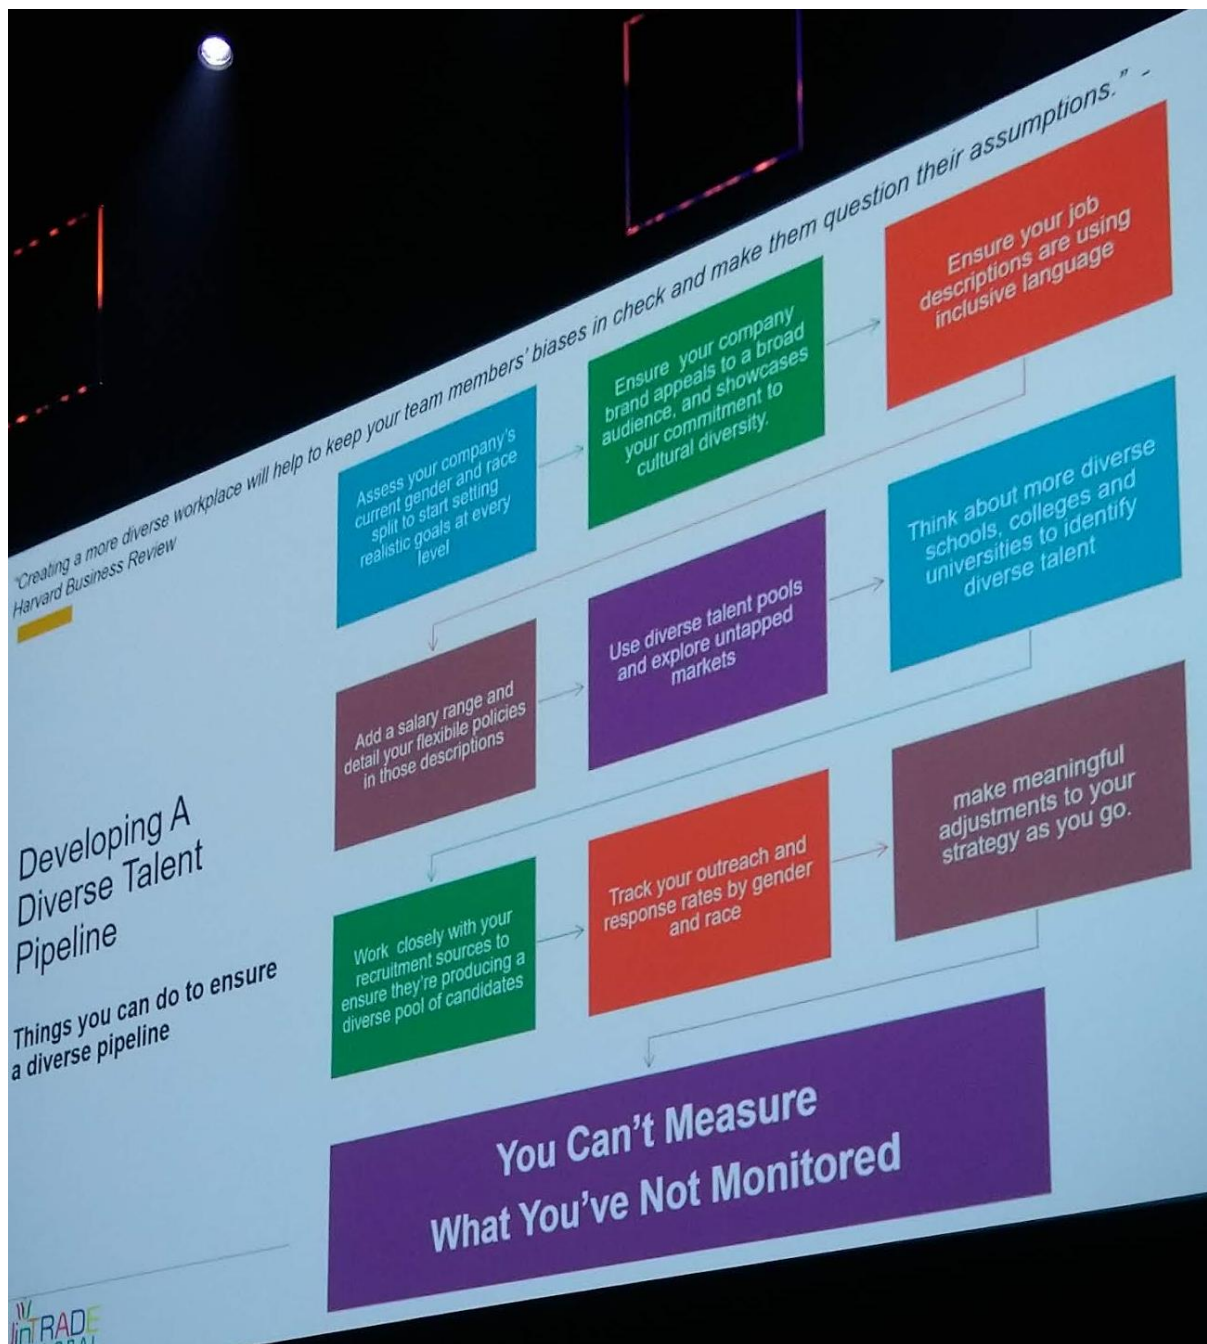 "Creating a more diverse workplace will help to keep your team members' biases in check and make them question their assumptions." -
Harvard Business Review
Developing A
Diverse Talent
Pipeline
Things you can do to ensure
a diverse pipeline
Assess your company's
current gender and race
split to start setting
realistic goals at every
level
Ensure your company
brand appeals to a broad
audience, and showcases
your commitment to
cultural diversity.
Ensure your job
descriptions are using
inclusive language
Add a salary range and
detail your flexibile policies
in those descriptions
Use diverse talent pools
and explore untapped
markets
Think about more diverse
schools, colleges and
universities to identify
diverse talent
Work closely with your
recruitment sources to
ensure they're producing a
diverse pool of candidates
Track your outreach and
response rates by gender
and race
make meaningful
adjustments to your
strategy as you go.
You Can't Measure
What You've Not Monitored
TRADE